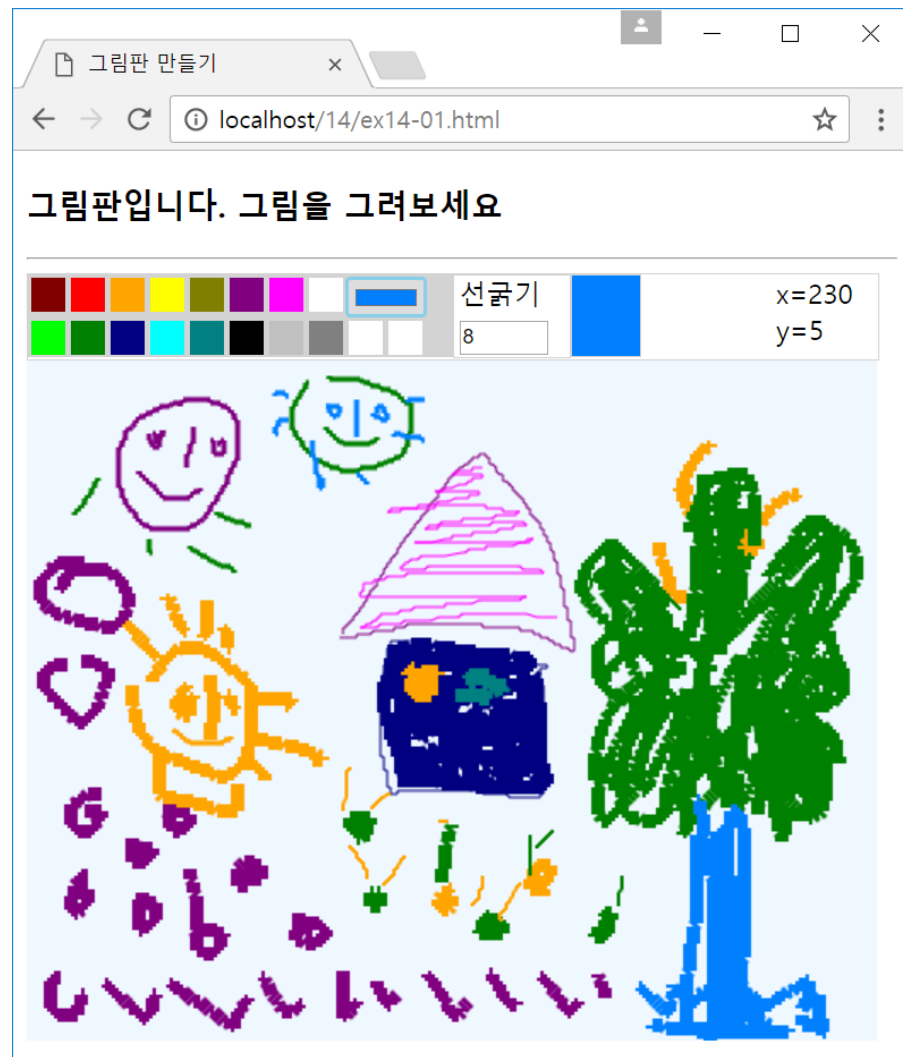 그림판 만들기
localhost/14/ex14-01.html
그림판입니다. 그림을 그려보세요
선굵기
8
x=230
y=5